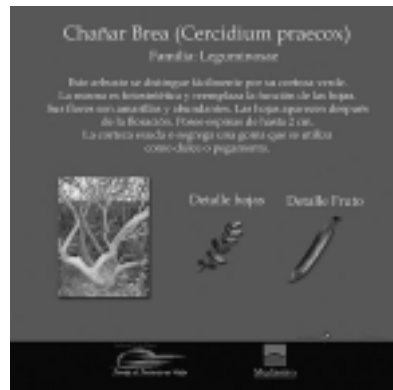 Chañar Brea (Cercidium praecox)
Familia: Leguminosae
Este arbusto se distingue fácilmente por su corteza verde.
La misma es fotosintética y reemplaza la función de las hojas.
Sus flores son amarillas y abundantes. Las hojas aparecen después
de la floración. Posee espinas de hasta 2 cm.
La corteza exuda o segrega una goma que se utiliza
como dulce o pegamento.
Detalle hojas
Detalle Fruto